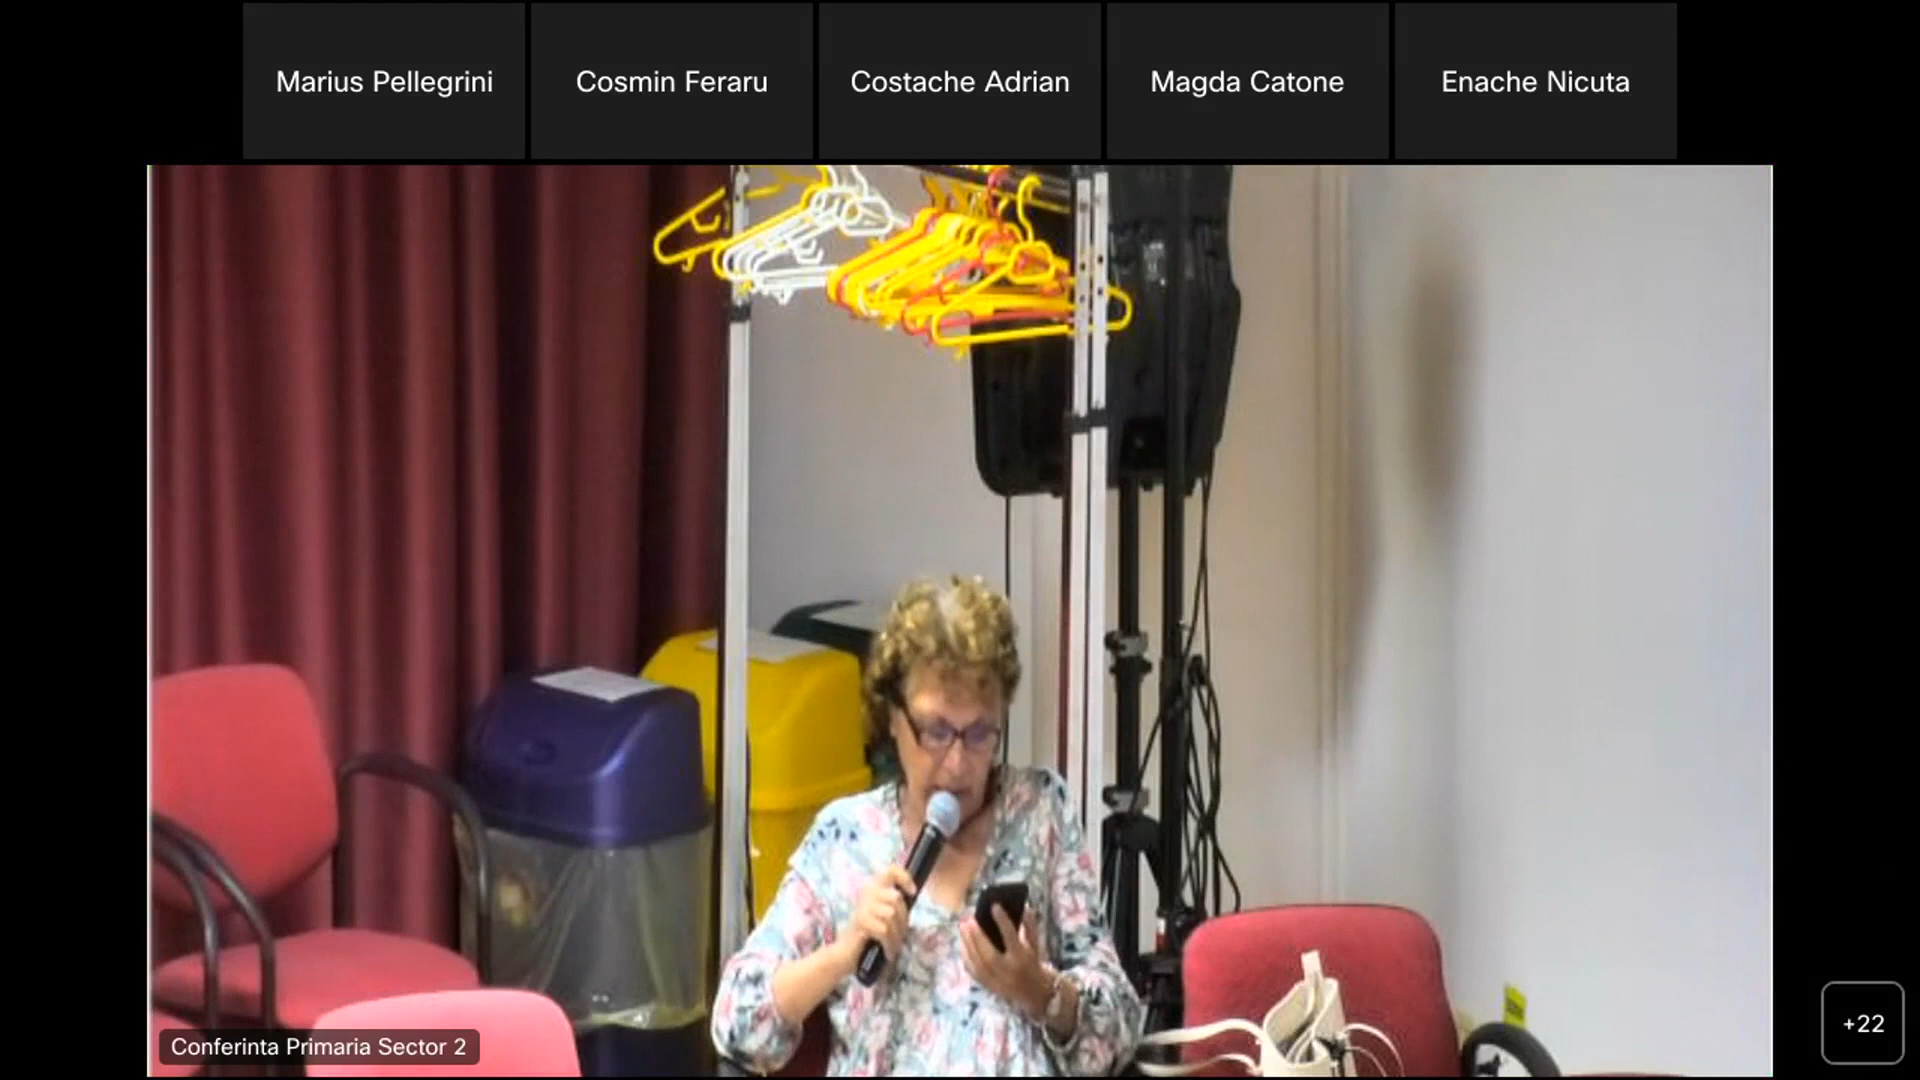 Marius Pellegrini
Cosmin Feraru
Costache Adrian
Magda Catone
Enache Nicuta
Conferinta Primaria Sector 2
+22